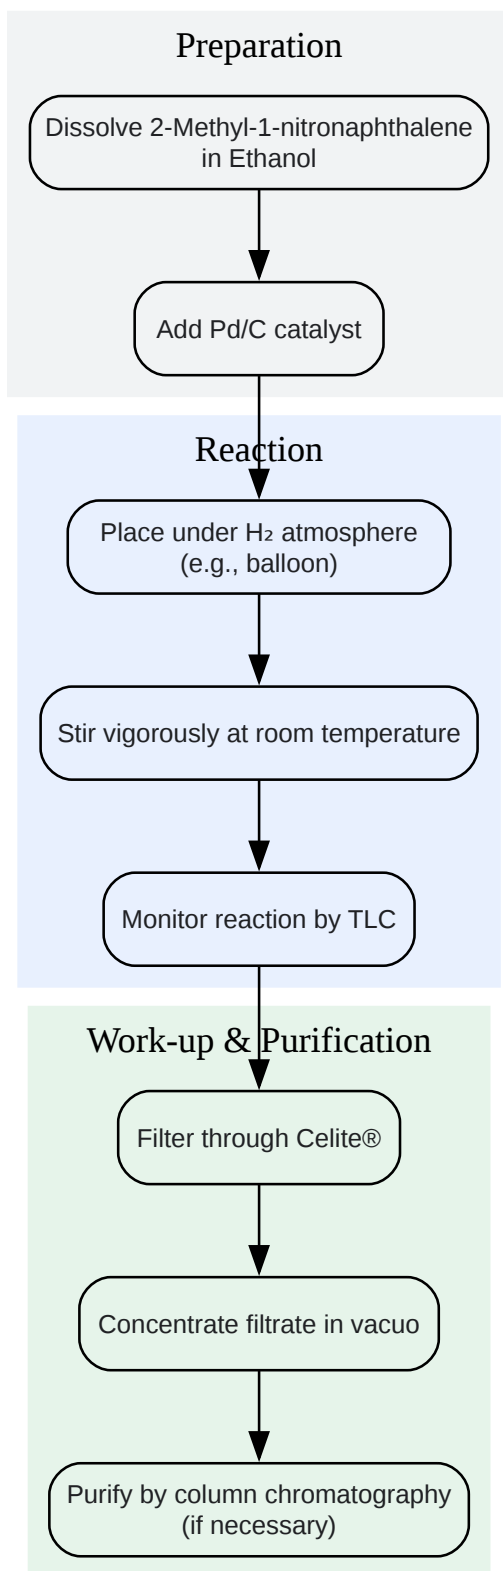 Preparation
Dissolve 2-Methyl-1-nitronaphthalene
in Ethanol
Add Pd/C catalyst
Reaction
Place under H₂ atmosphere
(e.g., balloon)
Stir vigorously at room temperature
Monitor reaction by TLC
Work-up & Purification
Filter through Celite®
Concentrate filtrate in vacuo
Purify by column chromatography
(if necessary)